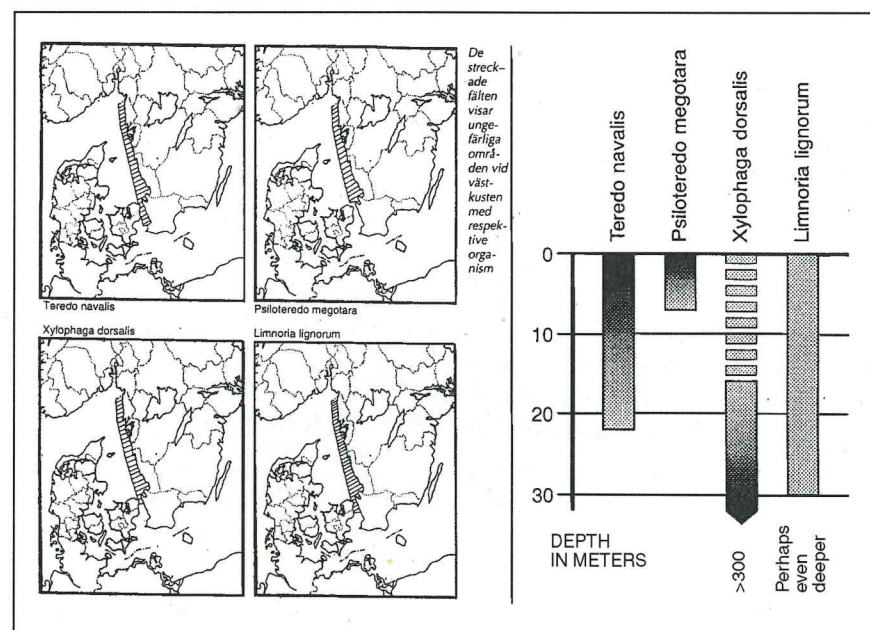 De
streck–
ade
fälten
visar
unge-
färliga
områ-
den vid
väst-
kusten
med
respek-
tive
orga-
nism
Teredo navalis
Psiloteredo megotara
Xylophaga dorsalis
Limnoria lignorum
Teredo navalis
Psiloteredo megotara
Xylophaga dorsalis
Limnoria lignorum
0
10
20
30
DEPTH
IN METERS
>300
Perhaps
even
deeper